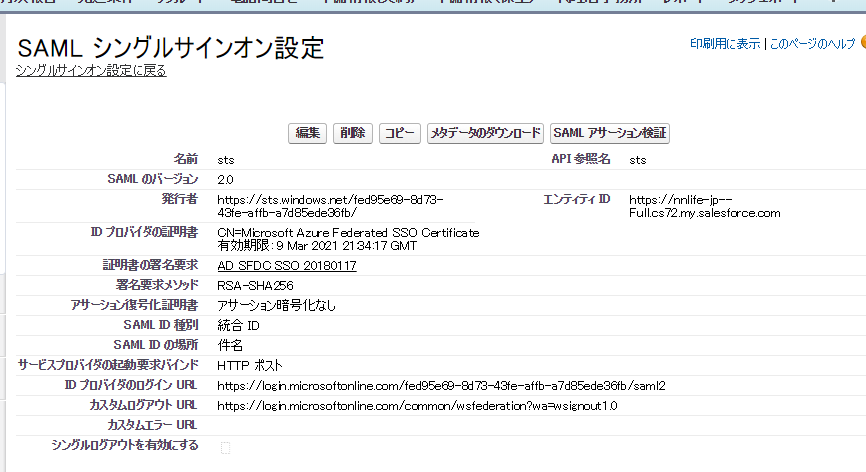 SAML シングルサインオン設定
印刷用に表示 | このページのヘルプ
シングルサインオン設定に戻る
編集 削除 コピー メタデータのダウンロード SAML アサーション検証
名前 sts API 参照名 sts
SAML のバージョン 2.0
発行者 https://sts.windows.net/fed95e69-8d73-43fe-affb-a7d85ede36fb/ エンティティ ID https://nnlife-jp--Full.cs72.my.salesforce.com
ID プロバイダの証明書 CN=Microsoft Azure Federated SSO Certificate
有効期限: 9 Mar 2021 21:34:17 GMT
証明書の署名要求 AD SFDC SSO 20180117
署名要求メソッド RSA-SHA256
アサーション復号化証明書 アサーション暗号化なし
SAML ID 種別 統合 ID
SAML ID の場所 件名
サービスプロバイダの起動要求バインド HTTP ポスト
ID プロバイダのログイン URL https://login.microsoftonline.com/fed95e69-8d73-43fe-affb-a7d85ede36fb/saml2
カスタムログアウト URL https://login.microsoftonline.com/common/wsfederation?wa=wsignout1.0
カスタムエラー URL
シングルログアウトを有効にする